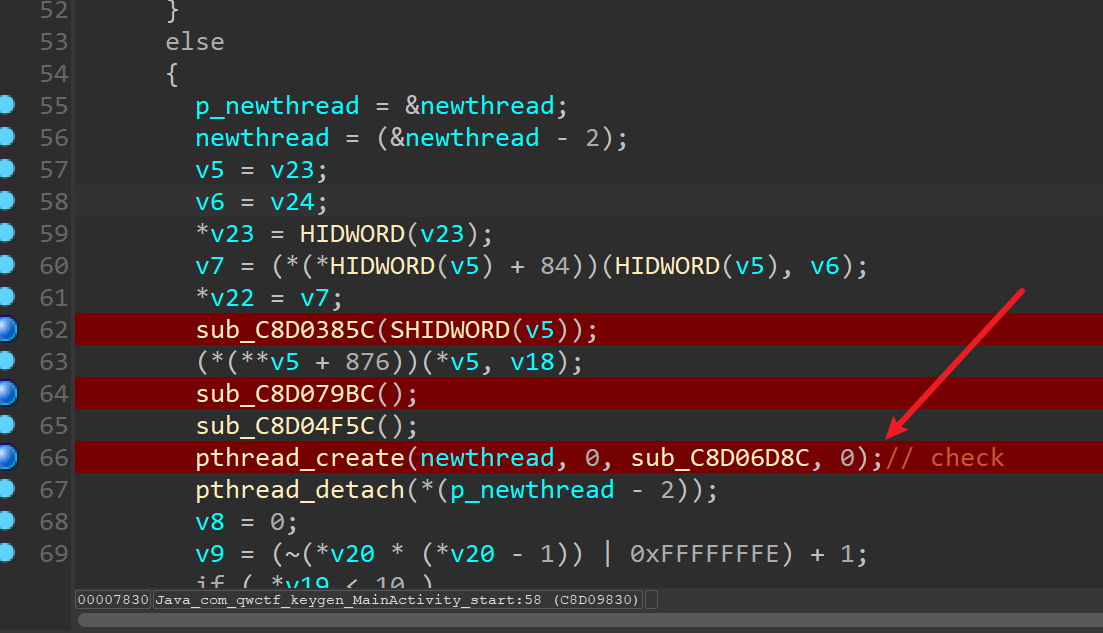 52 }
53 else
54 {
55 p_newthread = &newthread;
56 newthread = (&newthread - 2);
57 v5 = v23;
58 v6 = v24;
59 *v23 = HIDWORD(v23);
60 v7 = (*(*HIDWORD(v5) + 84))(HIDWORD(v5), v6);
61 *v22 = v7;
62 sub_C8D0385C(SHIDWORD(v5));
63 (*(**v5 + 876))(*v5, v18);
64 sub_C8D079BC();
65 sub_C8D04F5C();
66 pthread_create(newthread, 0, sub_C8D06D8C, 0);// check
67 pthread_detach(*(p_newthread - 2));
68 v8 = 0;
69 v9 = (~(*v20 * (*v20 - 1)) | 0xFFFFFFFE) + 1;
if ( *v19 < 10 )
00007830 Java_com_qwctf_keygen_MainActivity_start:58 (C8D09830)